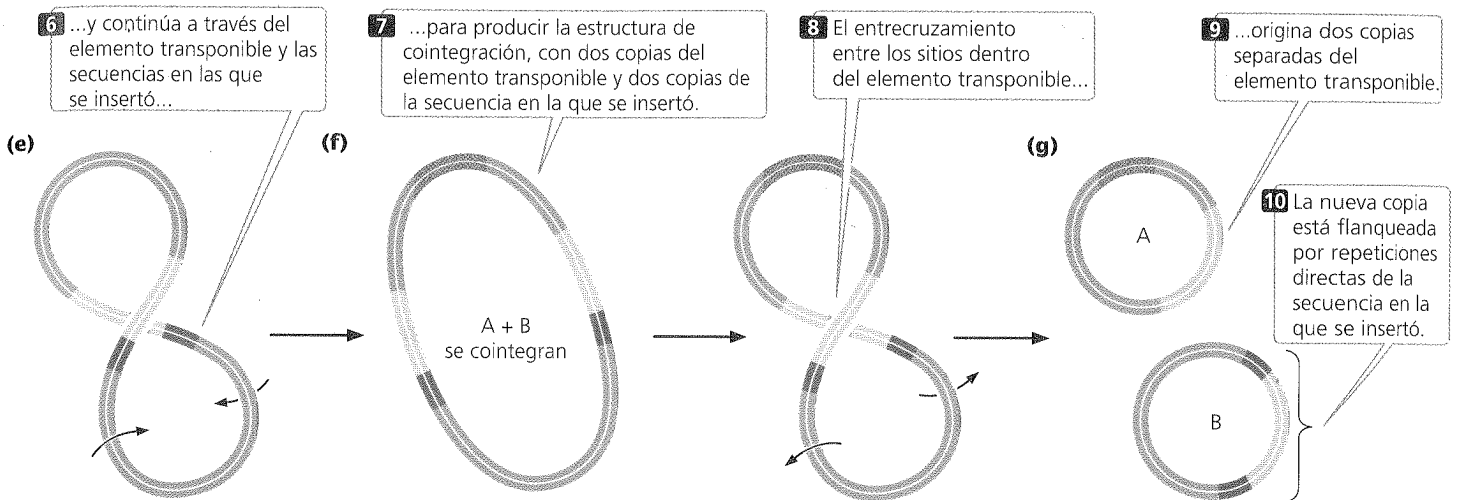 6 ...y continúa a través del
elemento transponible y las
secuencias en las que
se insertó...
7 ...para producir la estructura de
cointegración, con dos copias del
elemento transponible y dos copias de
la secuencia en la que se insertó.
8 El entrecruzamiento
entre los sitios dentro
del elemento transponible...
9 ...origina dos copias
separadas del
elemento transponible.
(e)
(f)
(g)
10 La nueva copia
está flanqueada
por repeticiones
directas de la
secuencia en la
que se insertó.
A
A + B
se cointegran
B